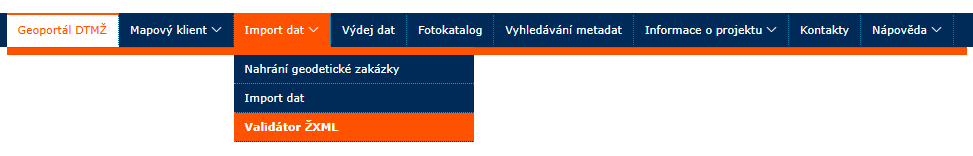 Geoportál DTMŽ Mapový klient Import dat Výdej dat Fotokatalog Vyhledávání metadat Informace o projektu Kontakty Nápověda
Nahrání geodetické zakázky
Import dat
Validátor ŽXML